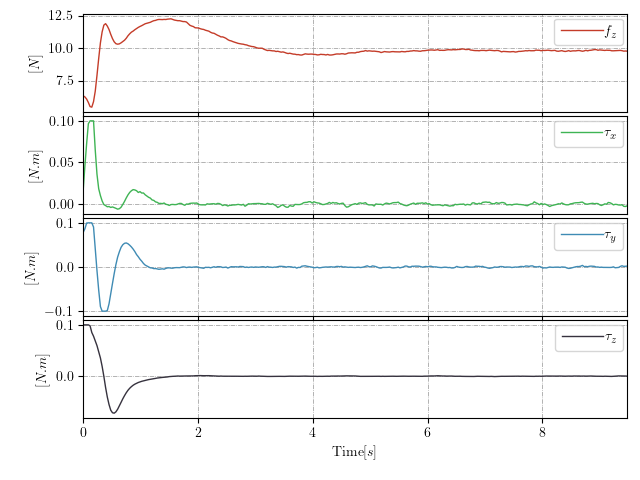 12.5
10.0
7.5
[N]
f_z
0.10
0.05
0.00
[N.m]
τ_x
0.1
0.0
−0.1
[N.m]
τ_y
0.1
0.0
[N.m]
τ_z
0 2 4 6 8
Time[s]